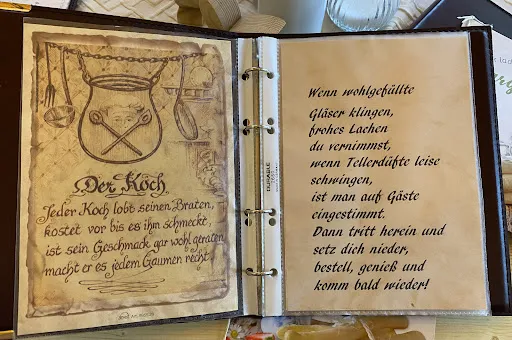 Der Koch
Jeder Koch lobt seinen Braten,
kostet vor bis es ihm schmeckt,
ist sein Geschmack gar wohl geraten
macht er es jedem Gaumen recht
DURABLE
Wenn wohlgefüllte
Gläser klingen,
frohes Lachen
du vernimmst,
wenn Tellerdüfte leise
schwingen,
ist man auf Gäste
eingestimmt.
Dann tritt herein und
setz dich nieder,
bestell, genieß und
komm bald wieder!